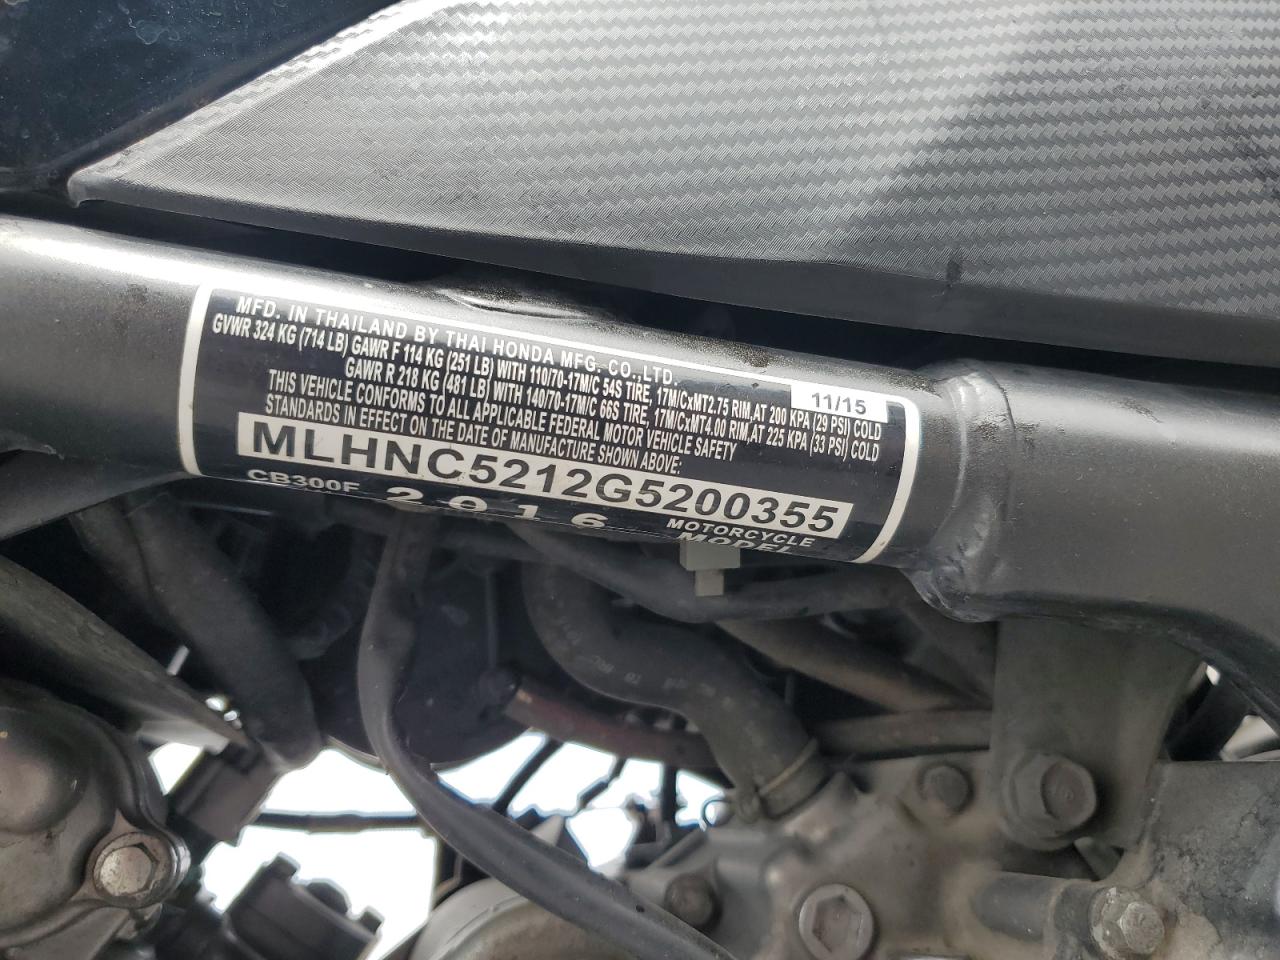 MFD. IN THAILAND BY THAI HONDA MFG. CO.,LTD.
11/15
GVWR 324 KG (714 LB) GAWR F 114 KG (251 LB) WITH 110/70-17M/C 54S TIRE, 17M/CxMT2.75 RIM,AT 200 KPA (29 PSI) COLD
GAWR R 218 KG (481 LB) WITH 140/70-17M/C 66S TIRE, 17M/CxMT4.00 RIM,AT 225 KPA (33 PSI) COLD
THIS VEHICLE CONFORMS TO ALL APPLICABLE FEDERAL MOTOR VEHICLE SAFETY
STANDARDS IN EFFECT ON THE DATE OF MANUFACTURE SHOWN ABOVE:
MLHNC5212G5200355
CB300F 2016 MOTORCYCLE
MODEL